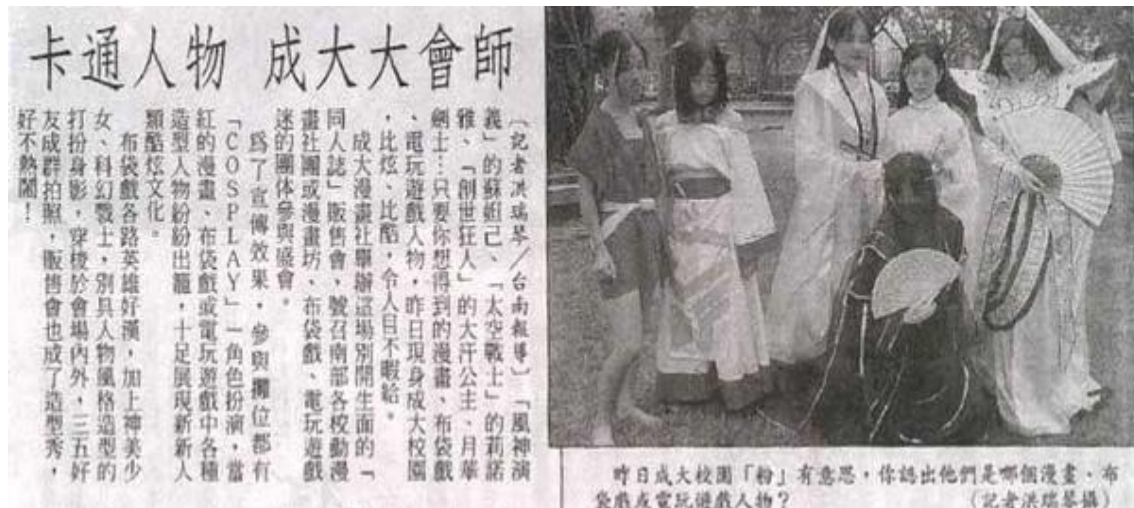 卡通人物 成大大會師
〔記者洪瑞琴／台南報導〕「風神演
義」的蘇妲己、「太空戰士」的莉諾
雅、「創世狂人」的大汗公主、月華
劍士…只要你想得到的漫畫、布袋戲
、電玩遊戲人物，昨日現身成大校園
，比炫、比酷，令人目不暇給。
成大漫畫社舉辦這場別開生面的「
同人誌」販售會，號召南部各校動漫
畫社團或漫畫坊、布袋戲、電玩遊戲
迷的團体參與盛會。
為了宣傳效果，參與攤位都有
「COSPLAY」一角色扮演，當
紅的漫畫、布袋戲或電玩遊戲中各種
造型人物紛紛出籠，十足展現新新人
類酷炫文化。
布袋戲各路英雄好漢，加上神美少
女、科幻戰士，別具人物風格造型的
打扮身影，穿梭於會場內外，三五好
友成群拍照，販售會也成了造型秀，
好不熱鬧！
昨日成大校園「粉」有意思，你認出他們是哪個漫畫、布
袋戲或電玩遊戲人物？（記者洪瑞琴攝）